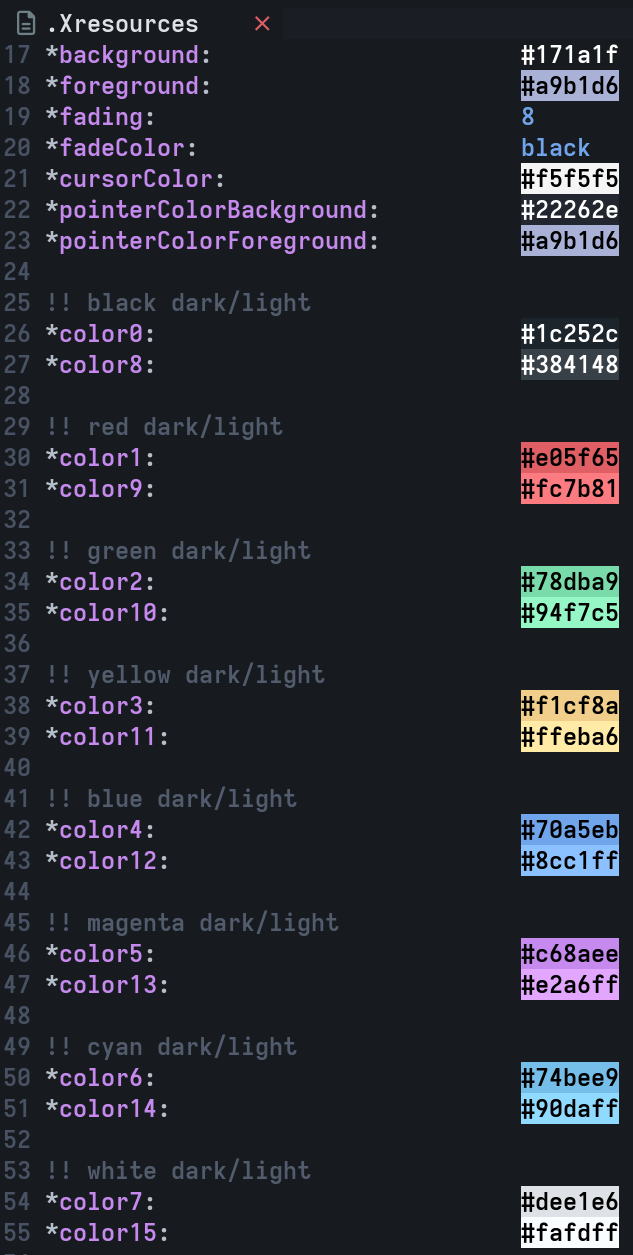 .Xresources ×
17 *background: #171a1f
18 *foreground: #a9b1d6
19 *fading: 8
20 *fadeColor: black
21 *cursorColor: #f5f5f5
22 *pointerColorBackground: #22262e
23 *pointerColorForeground: #a9b1d6
24
25 !! black dark/light
26 *color0: #1c252c
27 *color8: #384148
28
29 !! red dark/light
30 *color1: #e05f65
31 *color9: #fc7b81
32
33 !! green dark/light
34 *color2: #78dba9
35 *color10: #94f7c5
36
37 !! yellow dark/light
38 *color3: #f1cf8a
39 *color11: #ffeba6
40
41 !! blue dark/light
42 *color4: #70a5eb
43 *color12: #8cc1ff
44
45 !! magenta dark/light
46 *color5: #c68aee
47 *color13: #e2a6ff
48
49 !! cyan dark/light
50 *color6: #74bee9
51 *color14: #90daff
52
53 !! white dark/light
54 *color7: #dee1e6
55 *color15: #fafdff